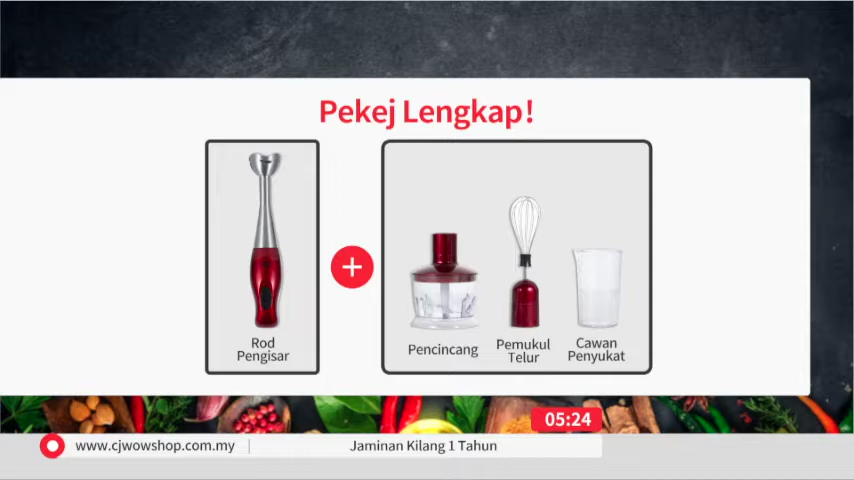 Pekej Lengkap!
Rod
Pengisar
Pencincang
Pemukul
Telur
Cawan
Penyukat
05:24
www.cjwowshop.com.my
Jaminan Kilang 1 Tahun